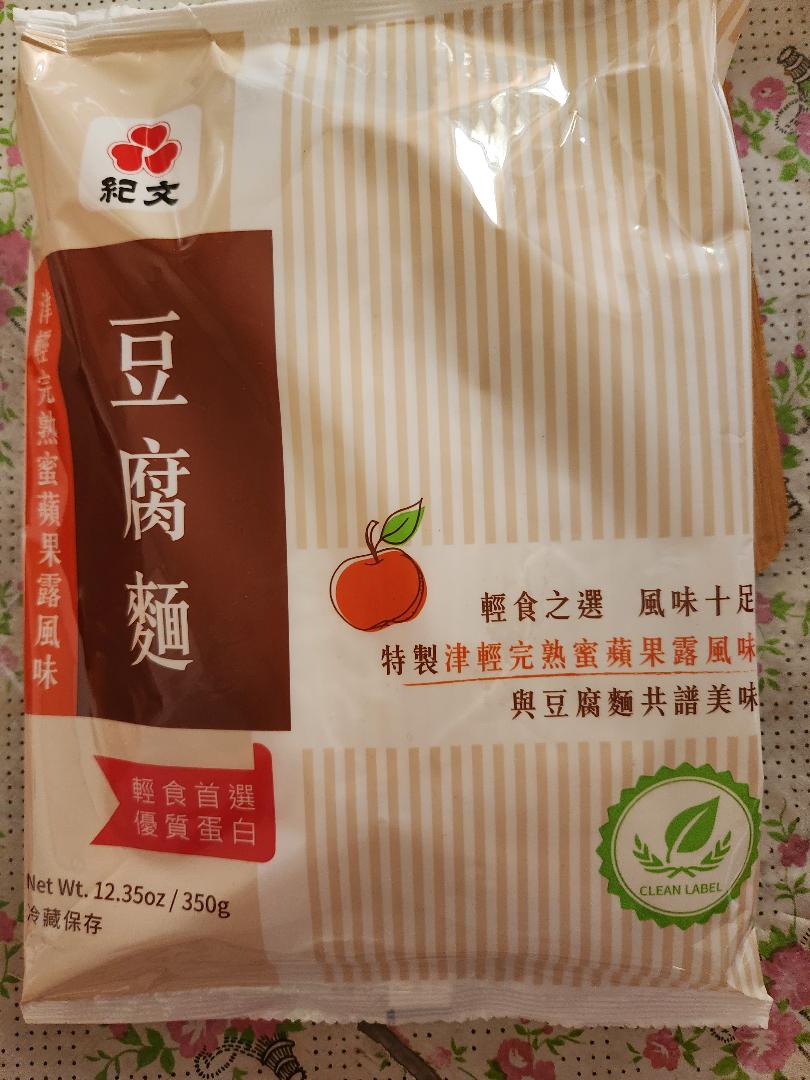 紀文
豆腐麵
津輕完熟蜜蘋果露風味
輕食之選 風味十足
特製津輕完熟蜜蘋果露風味
與豆腐麵共譜美味
輕食首選
優質蛋白
Net Wt. 12.35oz / 350g
冷藏保存
CLEAN LABEL